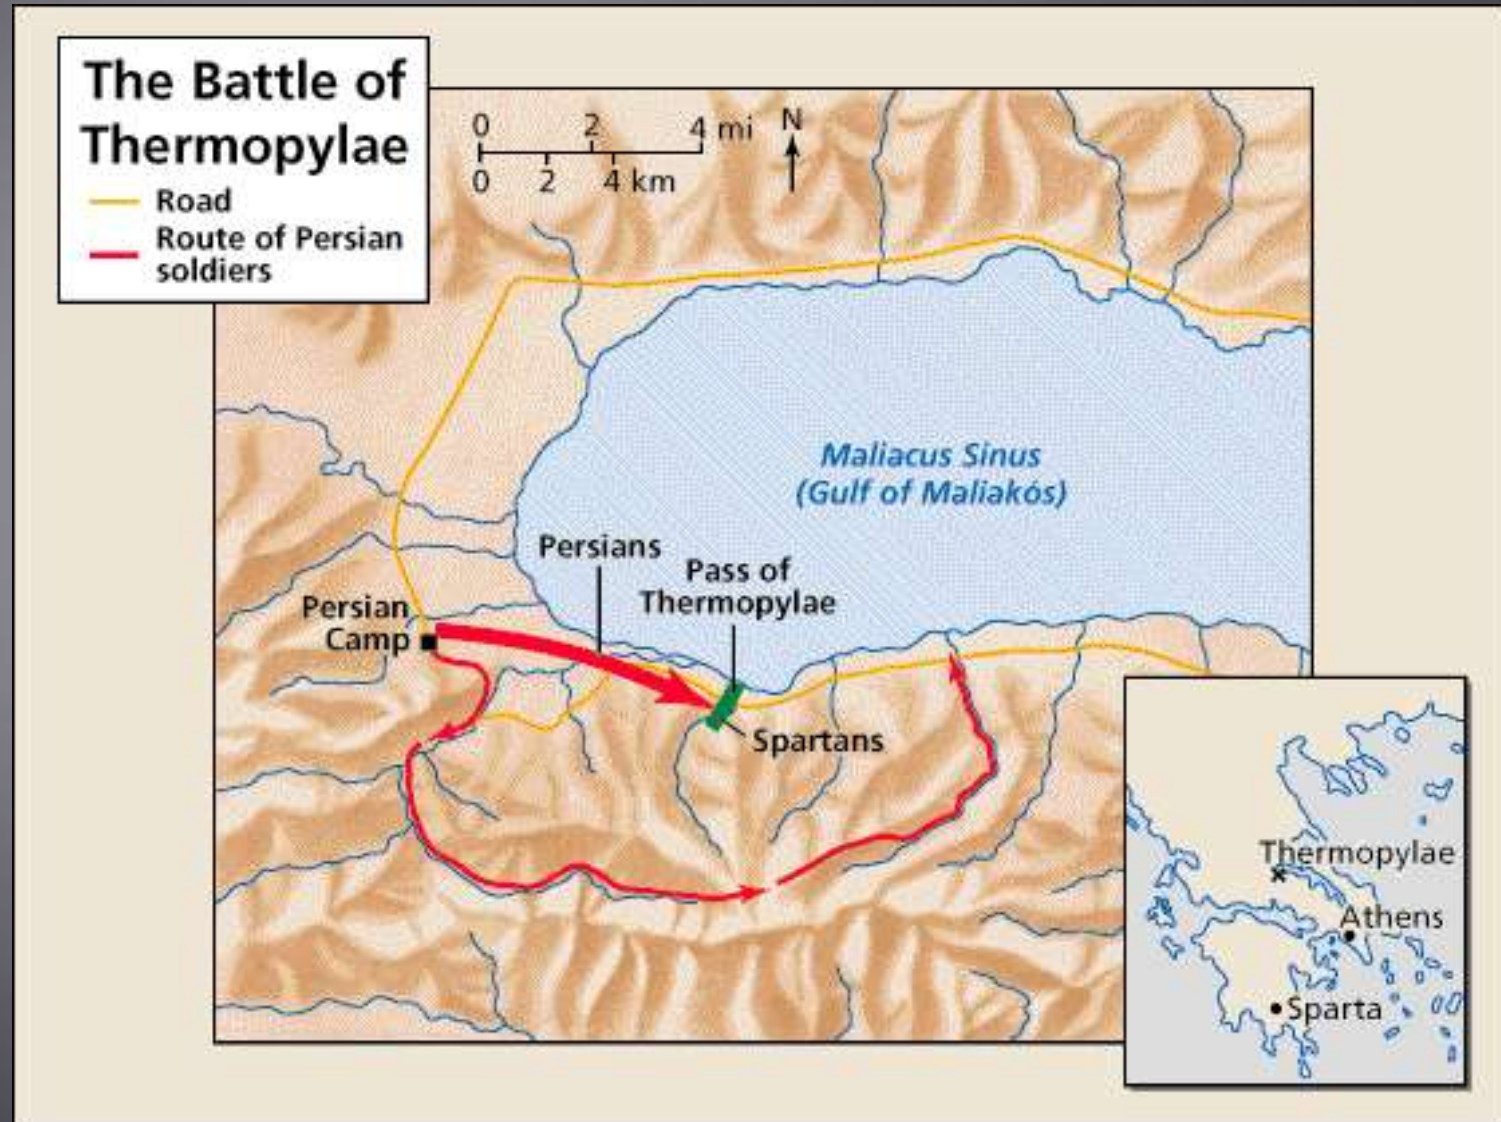 The Battle of
Thermopylae
Road
Route of Persian
soldiers
0 2 4 mi
0 2 4 km
N
Maliacus Sinus
(Gulf of Maliakós)
Persians
Pass of
Thermopylae
Persian
Camp
Spartans
Thermopylae
Athens
Sparta